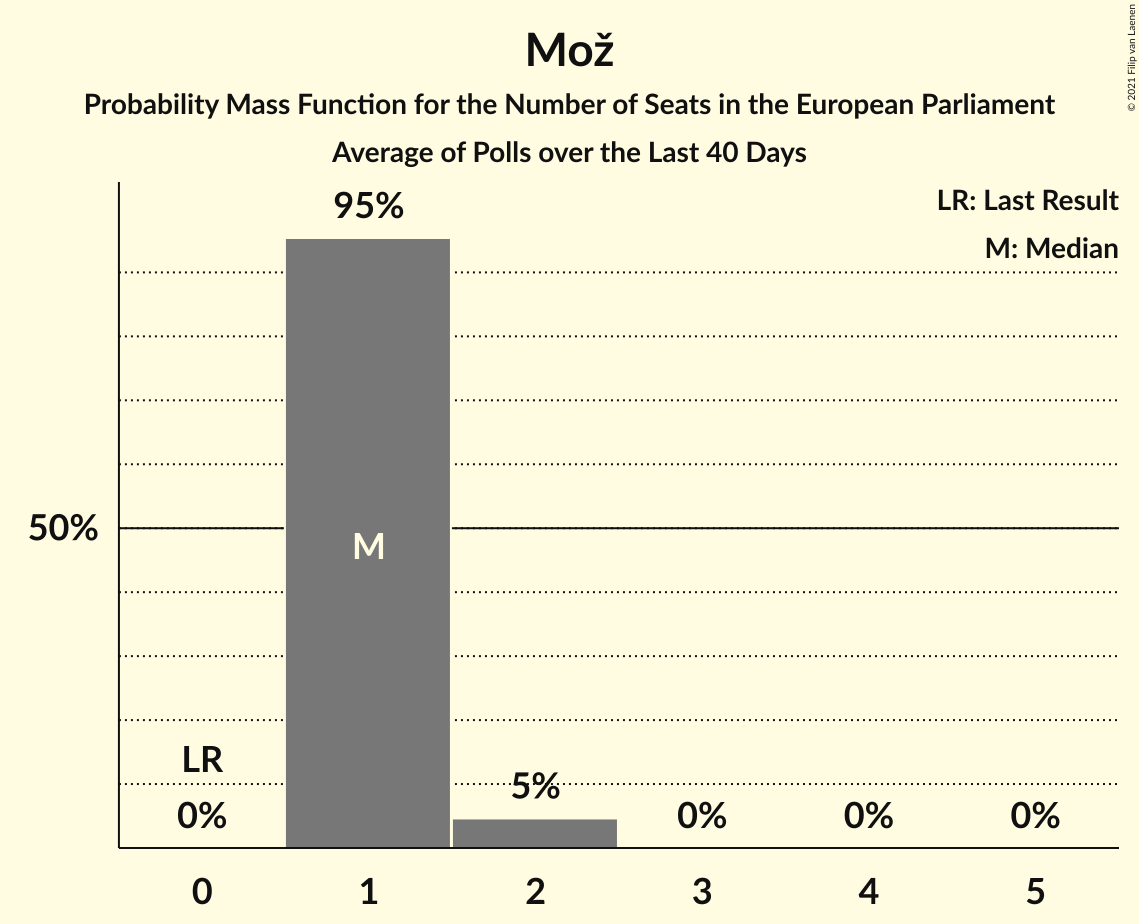 Mož
Probability Mass Function for the Number of Seats in the European Parliament
Average of Polls over the Last 40 Days
© 2021 Filip van Laenen
LR: Last Result
M: Median
95%
50%
M
LR
0%
5%
0%
0%
0%
0 1 2 3 4 5